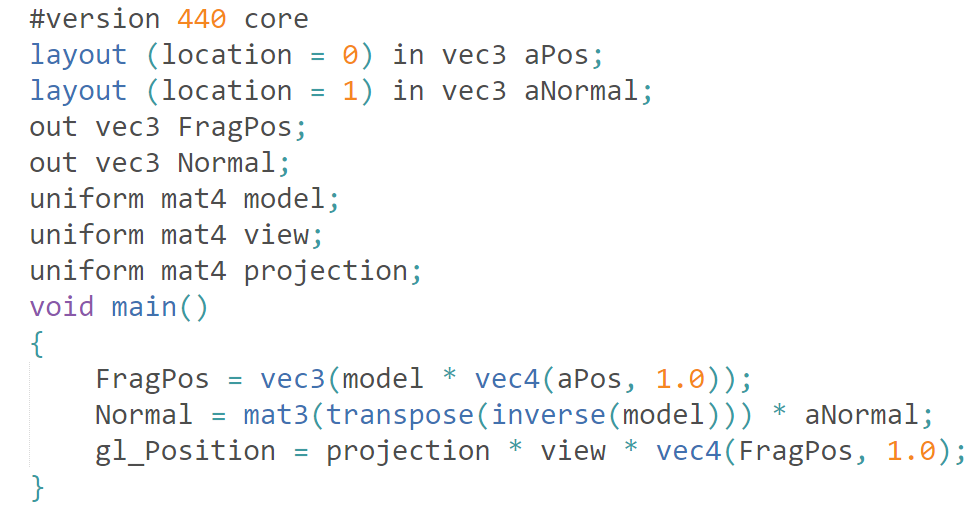 #version 440 core
layout (location = 0) in vec3 aPos;
layout (location = 1) in vec3 aNormal;
out vec3 FragPos;
out vec3 Normal;
uniform mat4 model;
uniform mat4 view;
uniform mat4 projection;
void main()
{
    FragPos = vec3(model * vec4(aPos, 1.0));
    Normal = mat3(transpose(inverse(model))) * aNormal;
    gl_Position = projection * view * vec4(FragPos, 1.0);
}